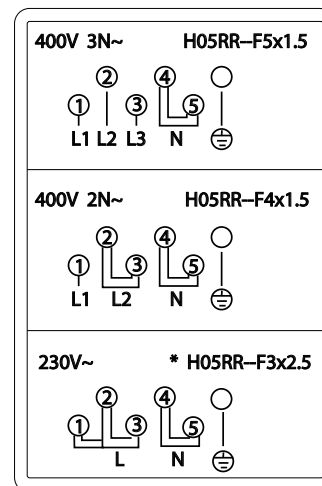 400V 3N~ H05RR--F5x1.5
2 4
1 3 5
L1 L2 L3 N
400V 2N~ H05RR--F4x1.5
2 4
1 3 5
L1 L2 N
230V~ * H05RR--F3x2.5
2 4
1 3 5
L N